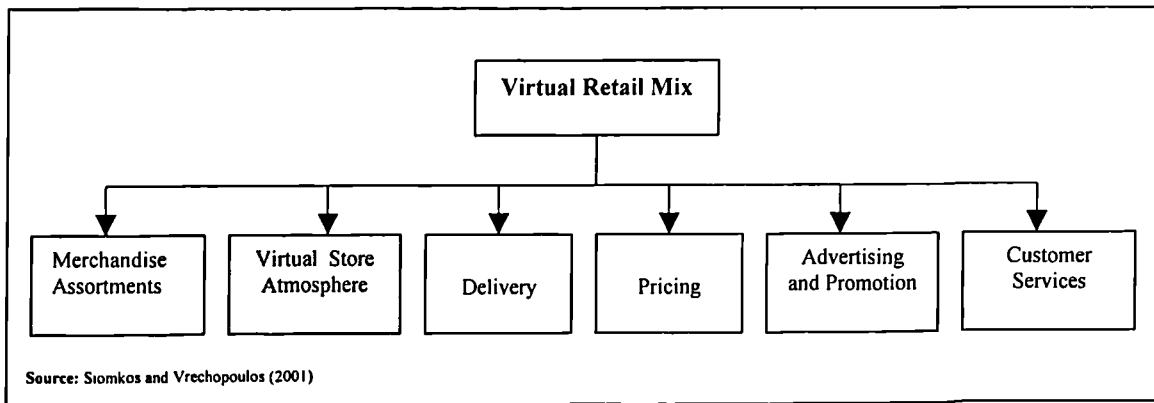 Virtual Retail Mix
Merchandise
Assortments
Virtual Store
Atmosphere
Delivery
Pricing
Advertising
and Promotion
Customer
Services
Source: Siomkos and Vrechopoulos (2001)